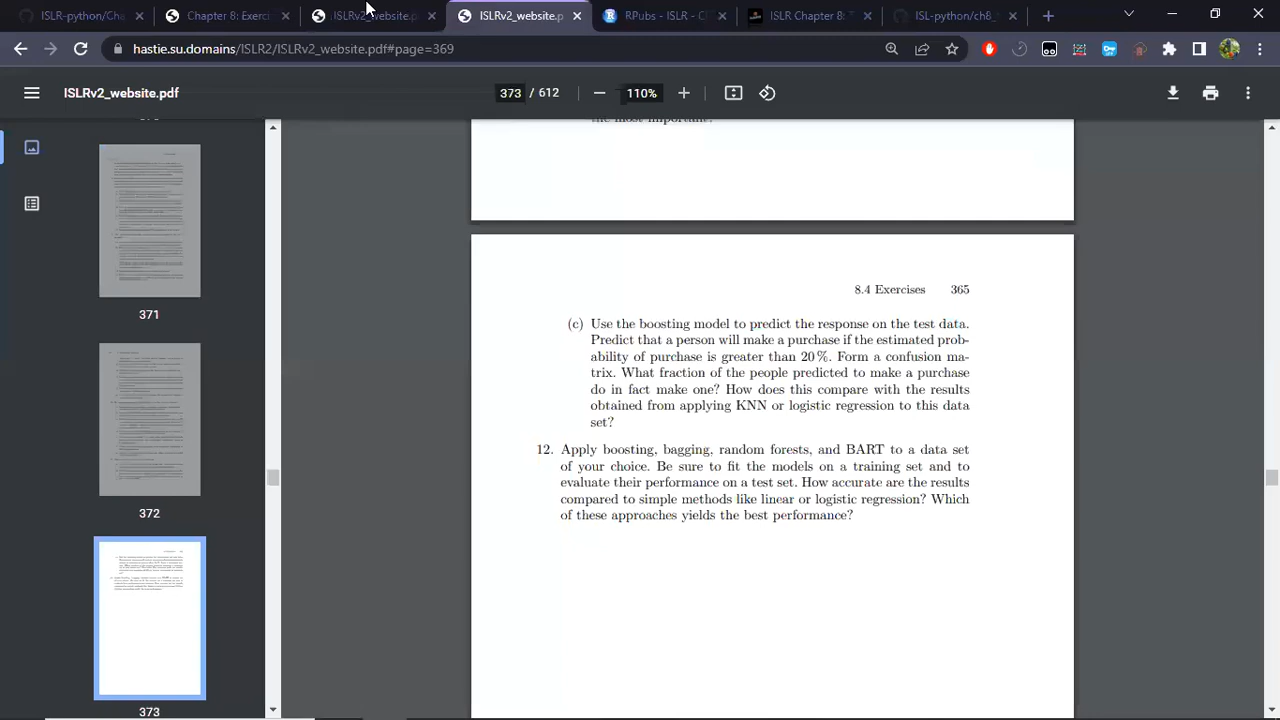 ISLR-python/Cha
Chapter 8: Exerci
ISLRv2_website.p
ISLRv2_website.p
RPubs - ISLR - C
ISLR Chapter 8:
ISL-python/ch8_
hastie.su.domains/ISLR2/ISLRv2_website.pdf#page=369
ISLRv2_website.pdf
373 / 612
110%
the most important.
371
372
373
8.4 Exercises 365
(c) Use the boosting model to predict the response on the test data.
Predict that a person will make a purchase if the estimated prob-
ability of purchase is greater than 20 %. Form a confusion ma-
trix. What fraction of the people predicted to make a purchase
do in fact make one? How does this compare with the results
obtained from applying KNN or logistic regression to this data
set?
12. Apply boosting, bagging, random forests, and BART to a data set
of your choice. Be sure to fit the models on a training set and to
evaluate their performance on a test set. How accurate are the results
compared to simple methods like linear or logistic regression? Which
of these approaches yields the best performance?